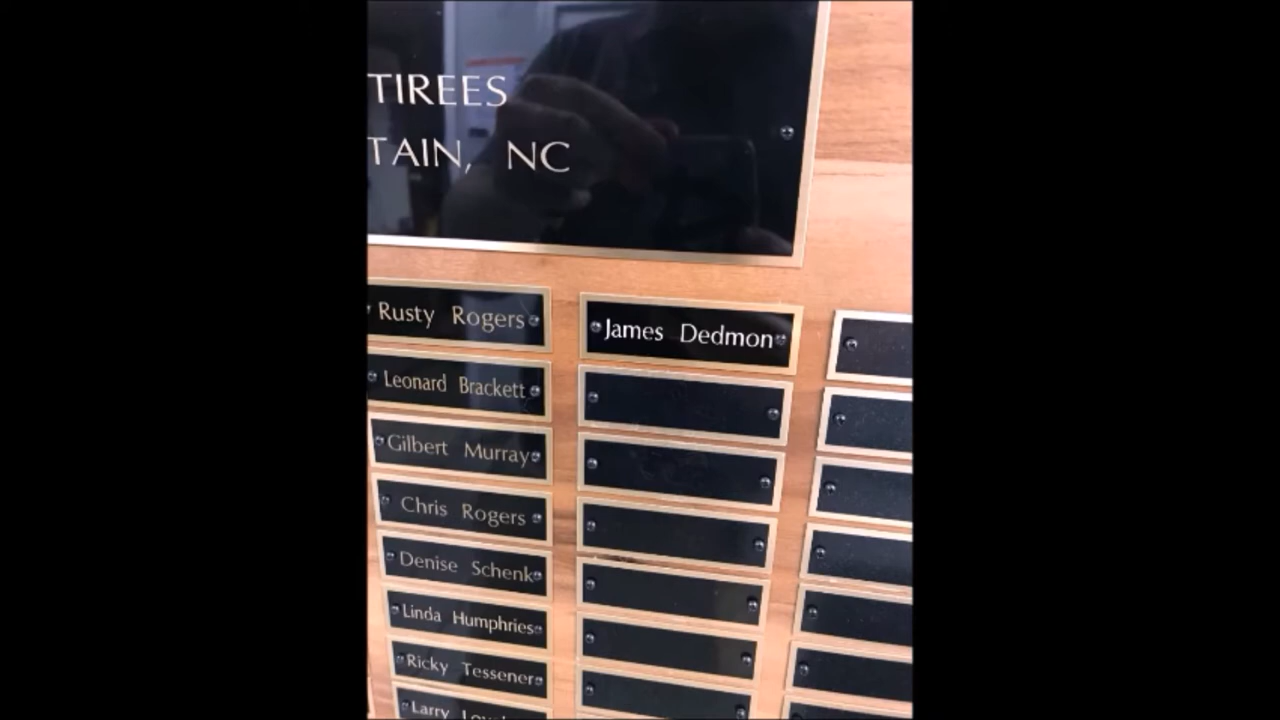 TIREES
TAIN, NC
Rusty Rogers
James Dedmon
Leonard Brackett
Gilbert Murray
Chris Rogers
Denise Schenk
Linda Humphries
Ricky Tessener
Larry